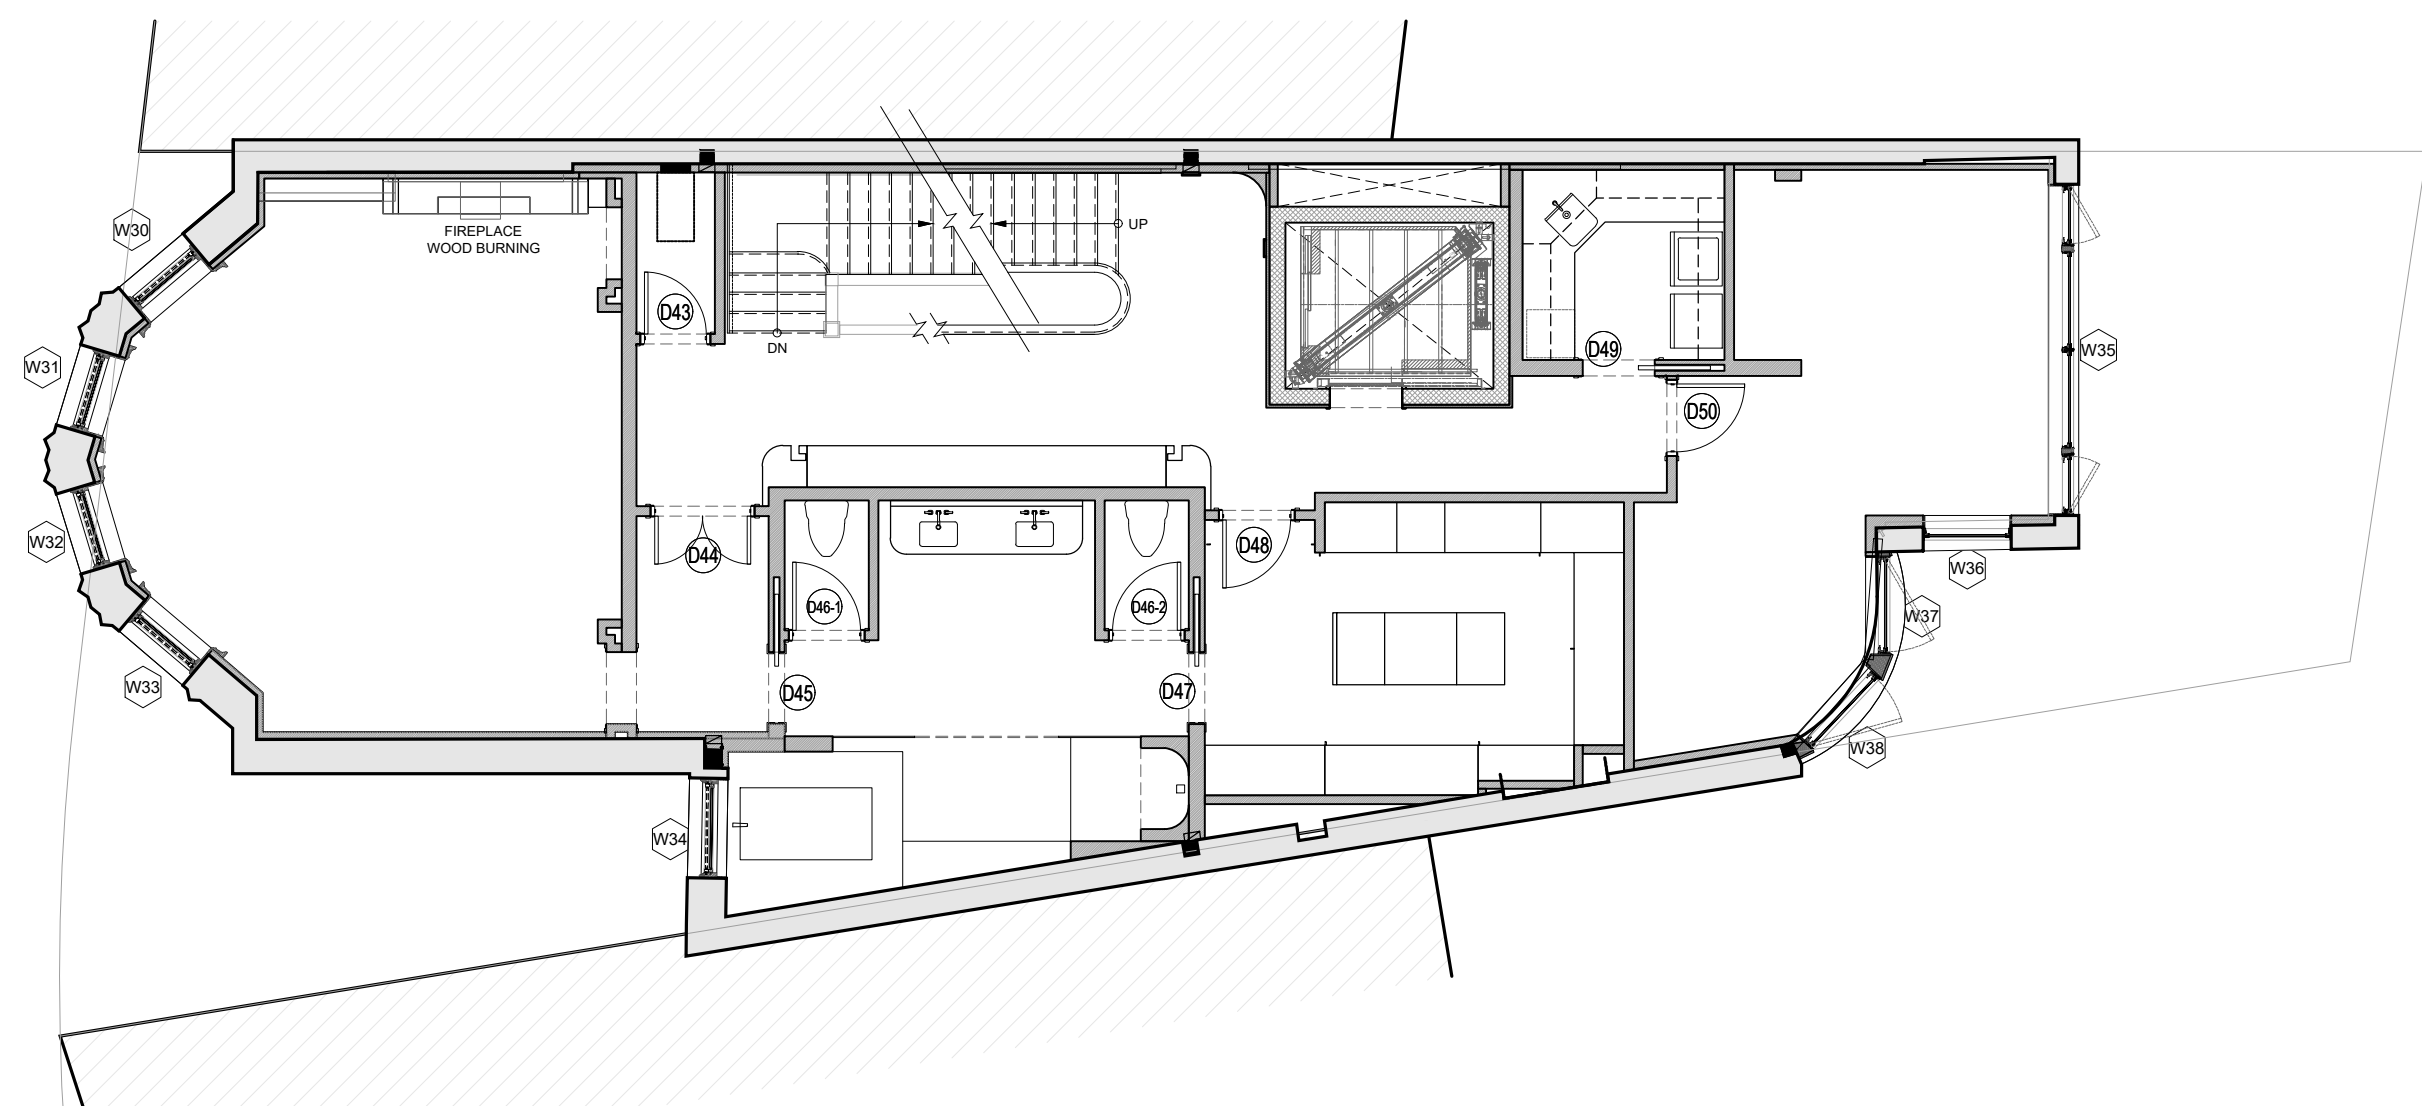 W30
FIREPLACE
WOOD BURNING
UP
D43
DN
W31
D49
W35
D50
W32
D44
D48
W36
D46-1
D46-2
W37
W33
D45
D47
W38
W34